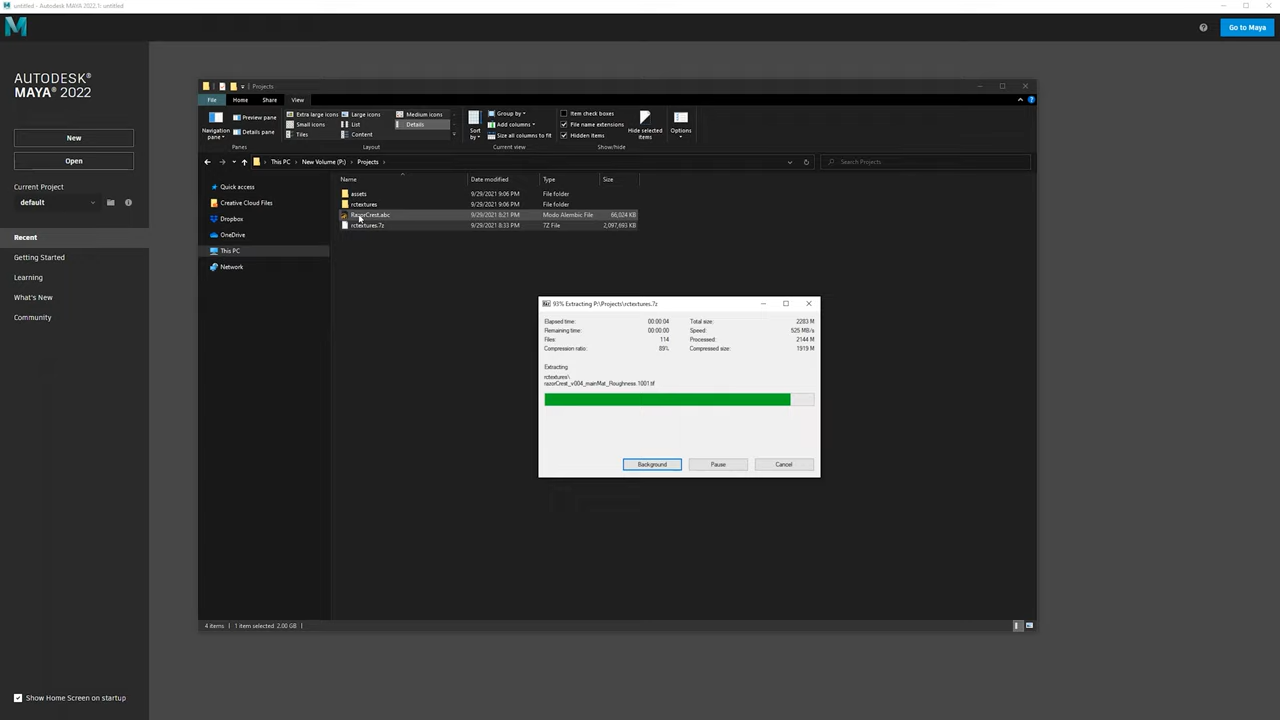 untitled - Autodesk MAYA 2022.1: untitled
M
Go to Maya
AUTODESK®
MAYA® 2022
New
Open
Current Project
default
Recent
Getting Started
Learning
What's New
Community
Show Home Screen on startup
Projects
File Home Share View
Navigation pane
Preview pane
Details pane
Panes
Extra large icons Large icons Medium icons
Small icons List Details
Tiles Content
Layout
Sort by
Group by
Add columns
Size all columns to fit
Current view
Item check boxes
File name extensions
Hidden items
Hide selected items
Show/hide
Options
This PC > New Volume (P:) > Projects >
Search Projects
Quick access
Creative Cloud Files
Dropbox
OneDrive
This PC
Network
Name Date modified Type Size
assets 9/29/2021 9:06 PM File folder
rctextures 9/29/2021 9:06 PM File folder
RazorCrest.abc 9/29/2021 8:21 PM Modo Alembic File 66,024 KB
rctextures.7z 9/29/2021 8:33 PM 7Z File 2,097,693 KB
93% Extracting P:\Projects\rctextures.7z
Elapsed time: 00:00:04 Total size: 2283 M
Remaining time: 00:00:00 Speed: 525 MB/s
Files: 114 Processed: 2144 M
Compression ratio: 89% Compressed size: 1919 M
Extracting
rctextures\
razorCrest_v004_mainMat_Roughness.1001.tif
Background Pause Cancel
4 items 1 item selected 2.00 GB